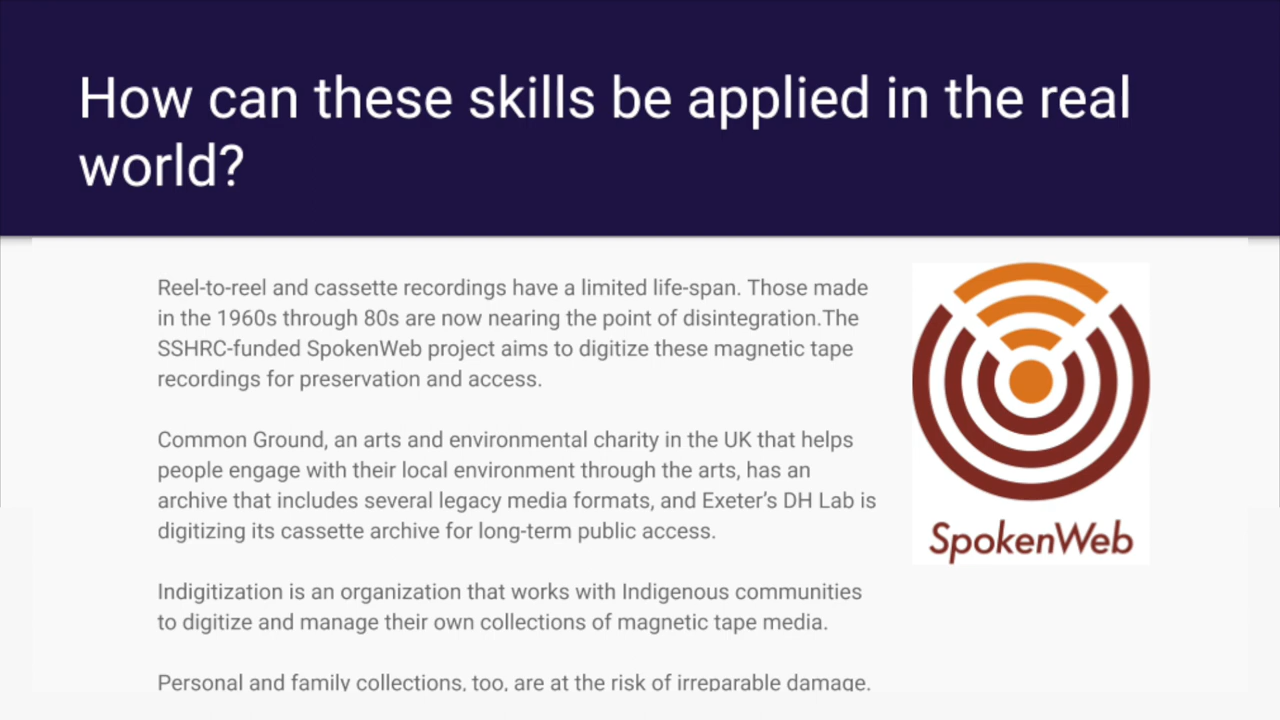 How can these skills be applied in the real
world?
Reel-to-reel and cassette recordings have a limited life-span. Those made
in the 1960s through 80s are now nearing the point of disintegration.The
SSHRC-funded SpokenWeb project aims to digitize these magnetic tape
recordings for preservation and access.
Common Ground, an arts and environmental charity in the UK that helps
people engage with their local environment through the arts, has an
archive that includes several legacy media formats, and Exeter’s DH Lab is
digitizing its cassette archive for long-term public access.
Indigitization is an organization that works with Indigenous communities
to digitize and manage their own collections of magnetic tape media.
Personal and family collections, too, are at the risk of irreparable damage.
SpokenWeb